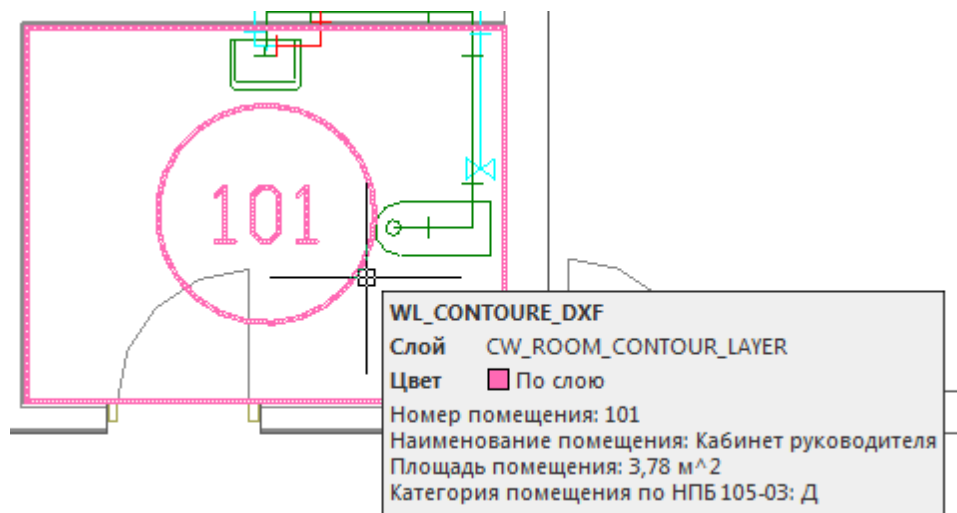 101
WL_CONTOURE_DXF
Слой CW_ROOM_CONTOUR_LAYER
Цвет По слою
Номер помещения: 101
Наименование помещения: Кабинет руководителя
Площадь помещения: 3,78 м^2
Категория помещения по НПБ 105-03: Д